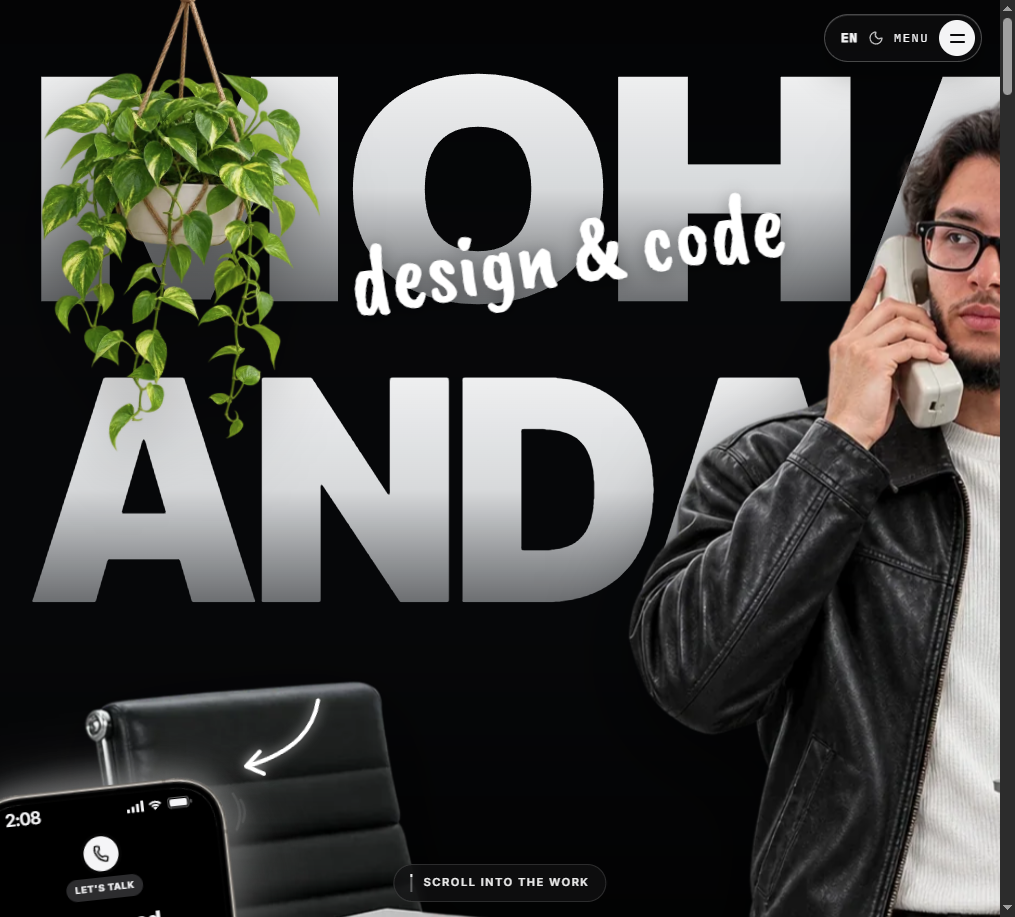 EN MENU
MOHA
design & code
ANDA
2:08
LET'S TALK
SCROLL INTO THE WORK